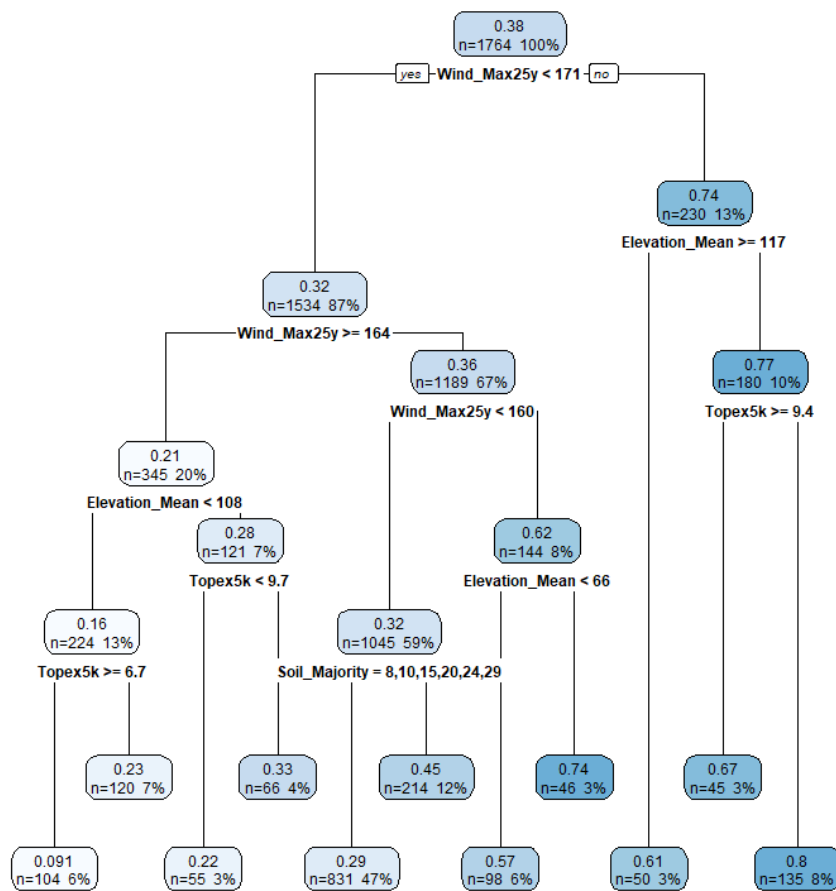 0.38
n=1764 100%
yes Wind_Max25y < 171 no
0.74
n=230 13%
Elevation_Mean >= 117
0.32
n=1534 87%
Wind_Max25y >= 164
0.36
n=1189 67%
Wind_Max25y < 160
0.77
n=180 10%
Topex5k >= 9.4
0.21
n=345 20%
Elevation_Mean < 108
0.28
n=121 7%
Topex5k < 9.7
0.62
n=144 8%
Elevation_Mean < 66
0.16
n=224 13%
Topex5k >= 6.7
0.32
n=1045 59%
Soil_Majority = 8,10,15,20,24,29
0.23
n=120 7%
0.33
n=66 4%
0.45
n=214 12%
0.74
n=46 3%
0.67
n=45 3%
0.091
n=104 6%
0.22
n=55 3%
0.29
n=831 47%
0.57
n=98 6%
0.61
n=50 3%
0.8
n=135 8%